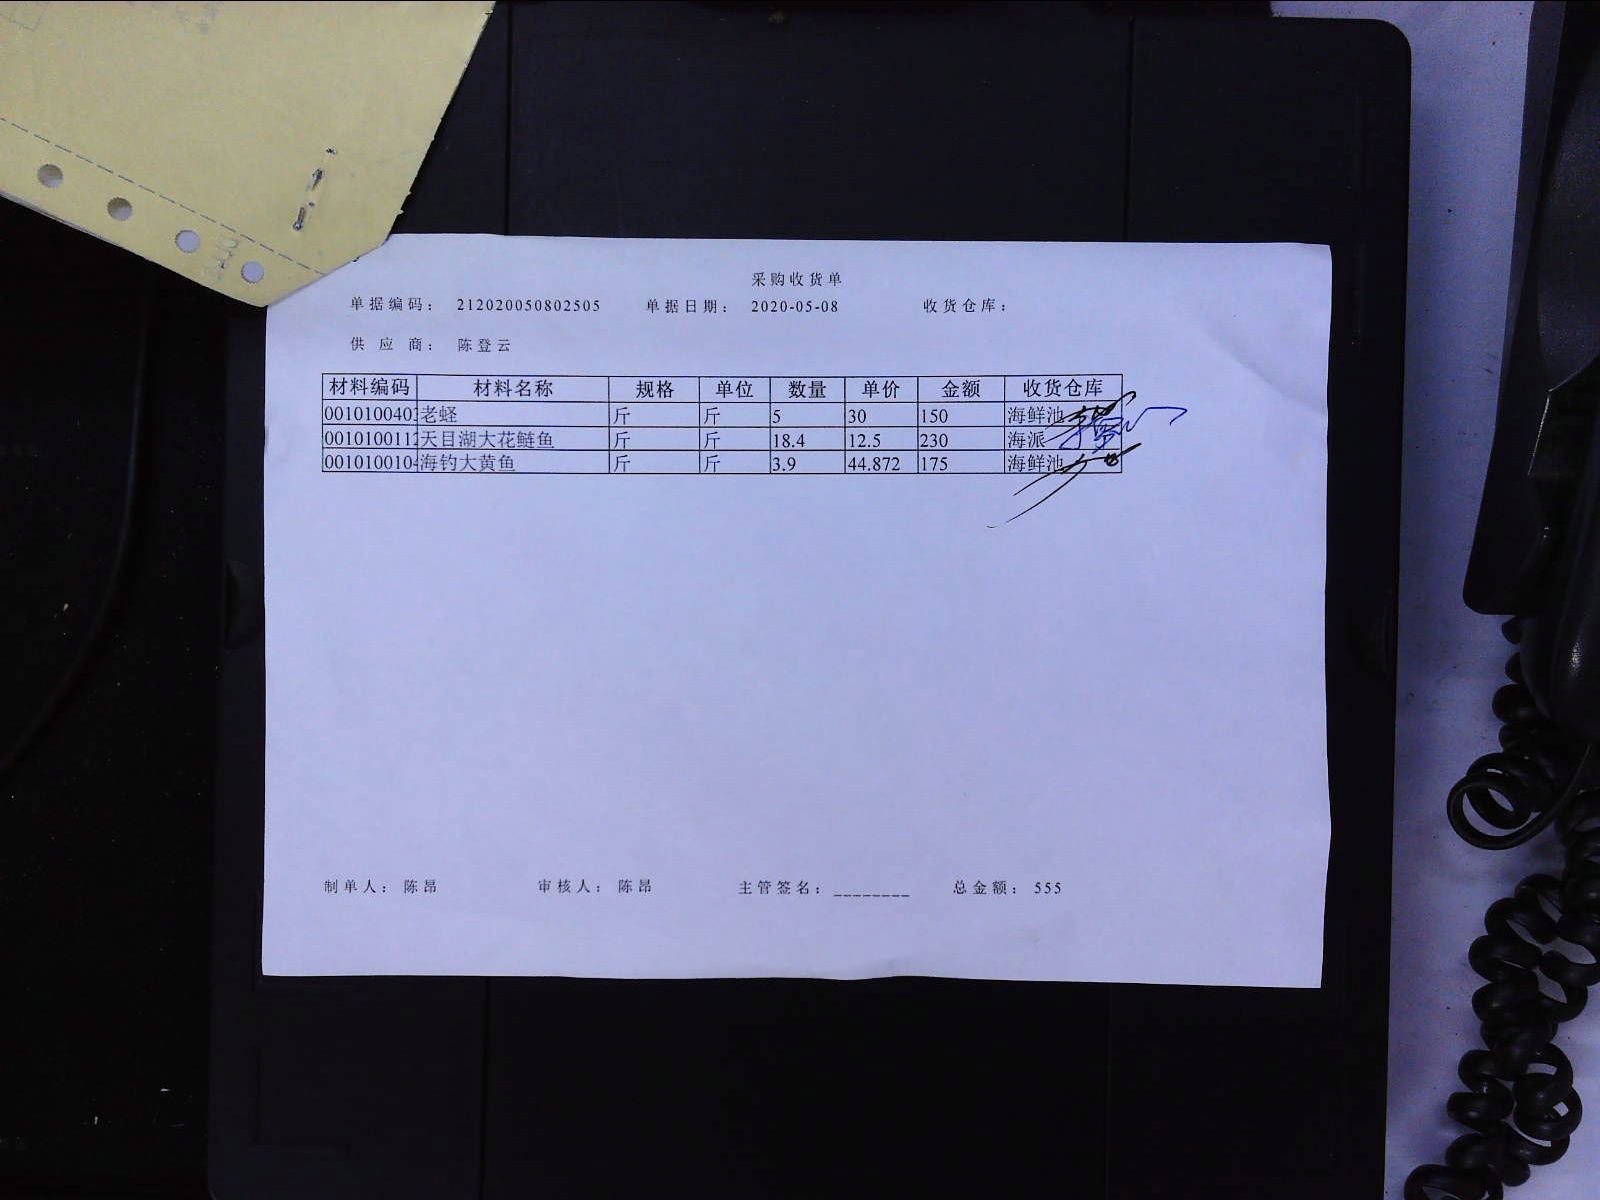 采购收货单
单据编码： 212020050802505 单据日期： 2020-05-08 收货仓库：
供 应 商： 陈登云
材料编码 材料名称 规格 单位 数量 单价 金额 收货仓库
001010040 老蛏 斤 斤 5 30 150 海鲜池
001010011 天目湖大花鲢鱼 斤 斤 18.4 12.5 230 海派
001010010 海钓大黄鱼 斤 斤 3.9 44.872 175 海鲜池
制单人： 陈昂 审核人： 陈昂 主管签名：________ 总金额： 555